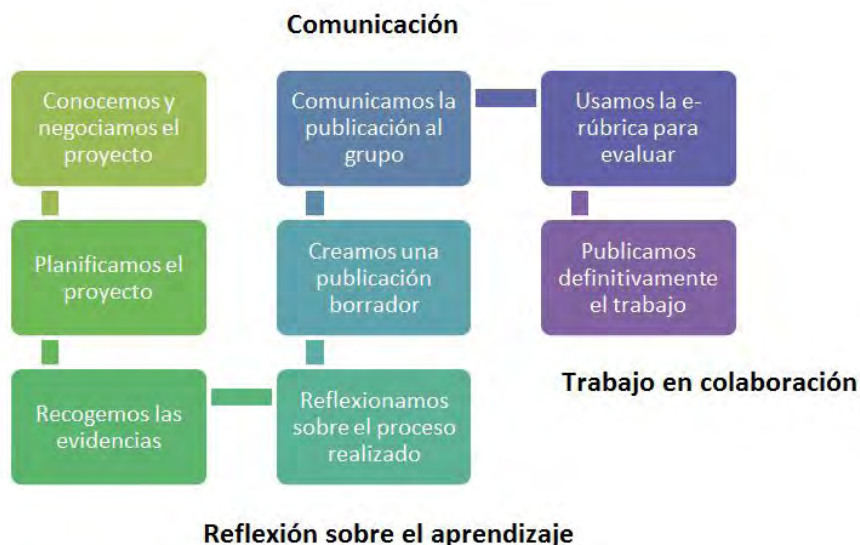 Comunicación
Conocemos y
negociamos el
proyecto
Planificamos el
proyecto
Recogemos las
evidencias
Reflexionamos
sobre el proceso
realizado
Creamos una
publicación
borrador
Comunicamos la
publicación al
grupo
Usamos la e-
rúbrica para
evaluar
Publicamos
definitivamente
el trabajo
Trabajo en colaboración
Reflexión sobre el aprendizaje